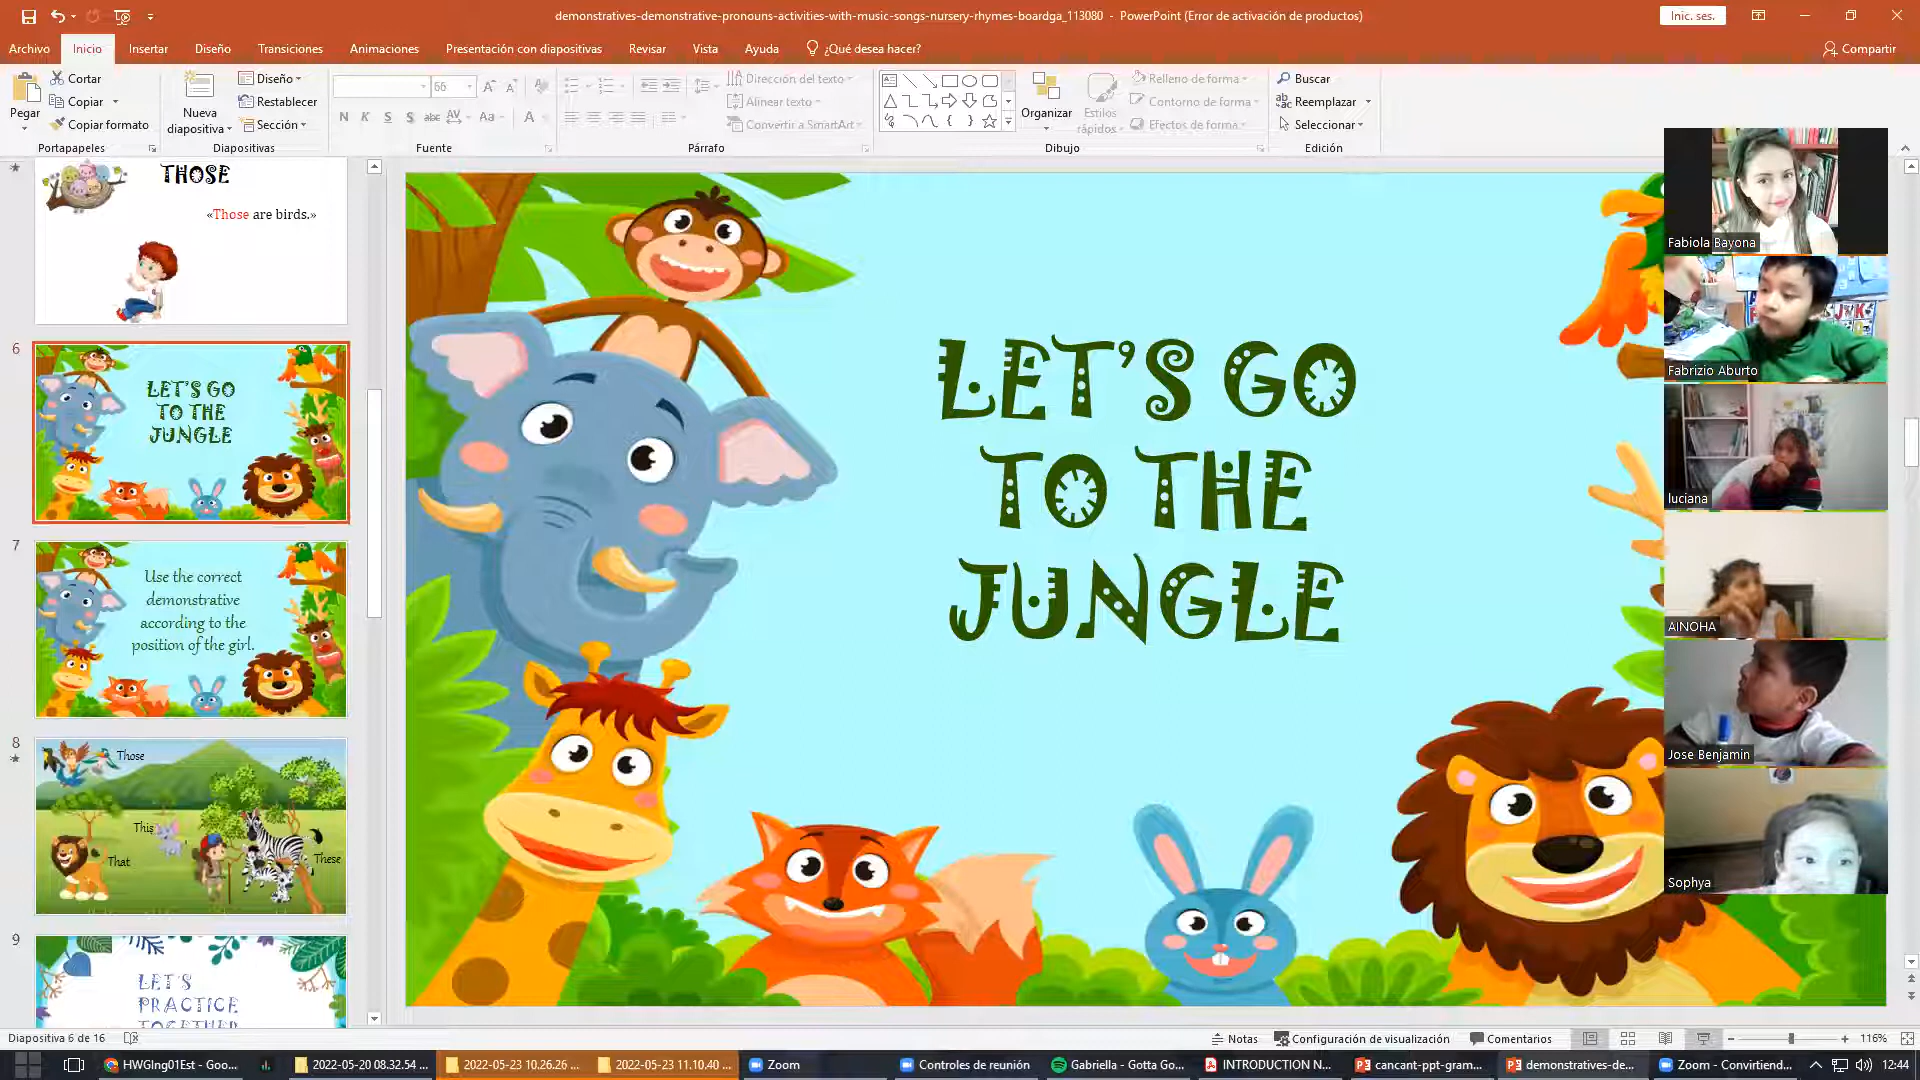 demonstratives-demonstrative-pronouns-activities-with-music-songs-nursery-rhymes-boardga_113080 - PowerPoint (Error de activación de productos)
Inic. ses.
Archivo Inicio Insertar Diseño Transiciones Animaciones Presentación con diapositivas Revisar Vista Ayuda ¿Qué desea hacer? Compartir
Pegar
Cortar
Copiar
Copiar formato
Portapapeles
Nueva diapositiva
Diseño
Restablecer
Sección
Diapositivas
66
N K S S abc AV Aa A
Fuente
Dirección del texto
Alinear texto
Convertir a SmartArt
Párrafo
Organizar
Estilos rápidos
Relleno de forma
Contorno de forma
Efectos de forma
Dibujo
Buscar
Reemplazar
Seleccionar
Edición
THOSE
«Those are birds.»
6
LET'S GO
TO THE
JUNGLE
7
Use the correct
demonstrative
according to the
position of the girl.
8
Those
This
That
These
9
LET'S
PRACTICE
TOGETHER
LET'S GO
TO THE
JUNGLE
Fabiola Bayona
Fabrizio Aburto
luciana
AINOHA
Jose Benjamin
Sophya
Diapositiva 6 de 16
Notas Configuración de visualización Comentarios 116%
HWGIng01Est - Goo...
2022-05-20 08.32.54 ...
2022-05-23 10.26.26 ...
2022-05-23 11.10.40 ...
Zoom
Controles de reunión
Gabriella - Gotta Go...
INTRODUCTION N...
cancant-ppt-gram...
demonstratives-de...
Zoom - Convirtiend...
12:44